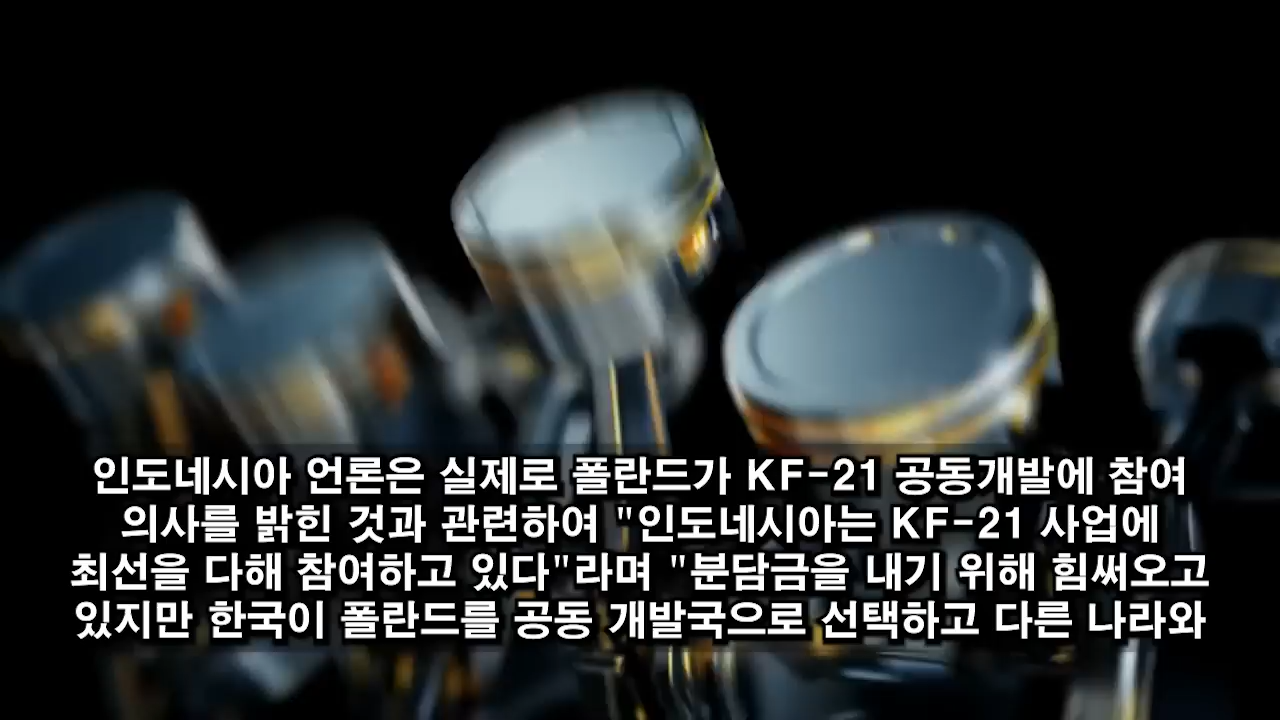 인도네시아 언론은 실제로 폴란드가 KF-21 공동개발에 참여
의사를 밝힌 것과 관련하여 "인도네시아는 KF-21 사업에
최선을 다해 참여하고 있다"라며 "분담금을 내기 위해 힘써오고
있지만 한국이 폴란드를 공동 개발국으로 선택하고 다른 나라와